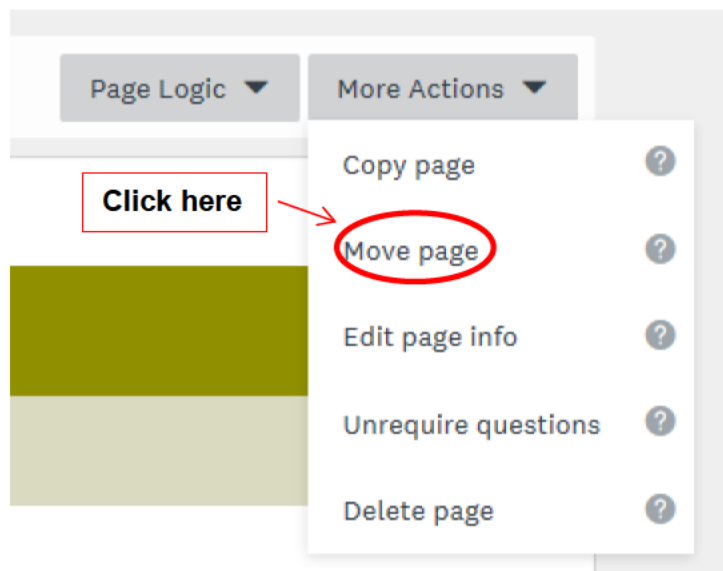 Page Logic
More Actions
Copy page
?
Click here
Move page
?
Edit page info
?
Unrequire questions
?
Delete page
?